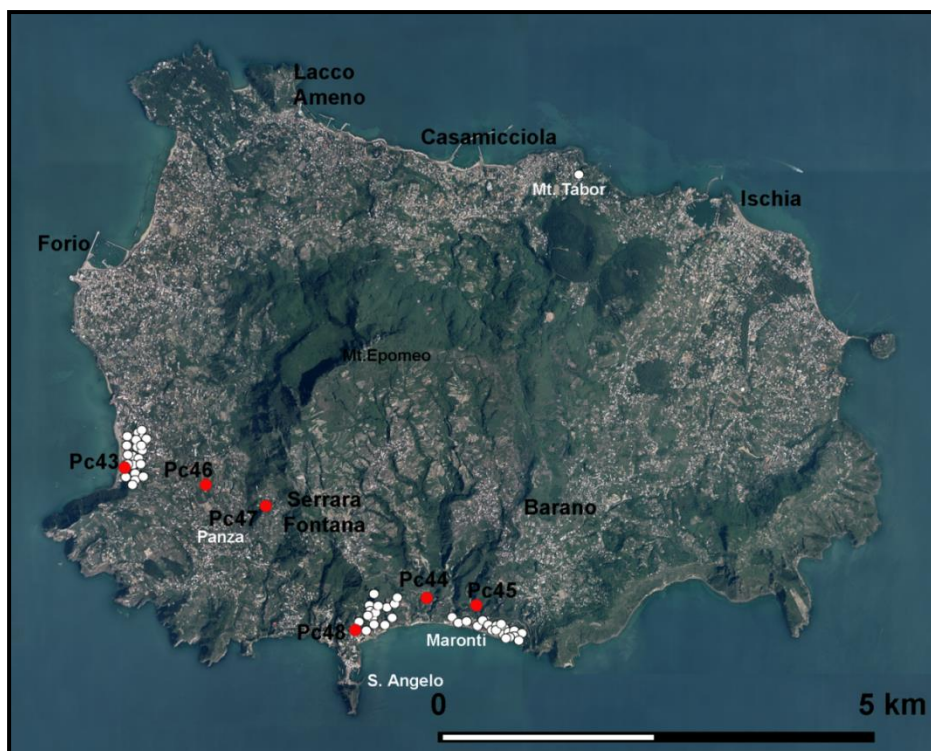 Lacco
Ameno
Casamicciola
Mt. Tabor
Ischia
Forio
Mt.Epomeo
Pc43
Pc46
Pc47
Serrara
Fontana
Barano
Panza
Pc44
Pc45
Pc48
Maronti
S. Angelo
0 5 km